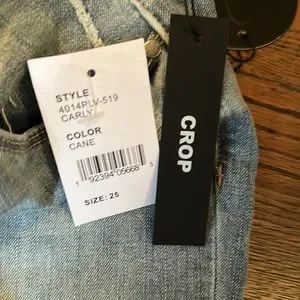 STYLE
4014PLV-519
CARLY
COLOR
CANE
1 92394 05668 5
SIZE: 25
CROP